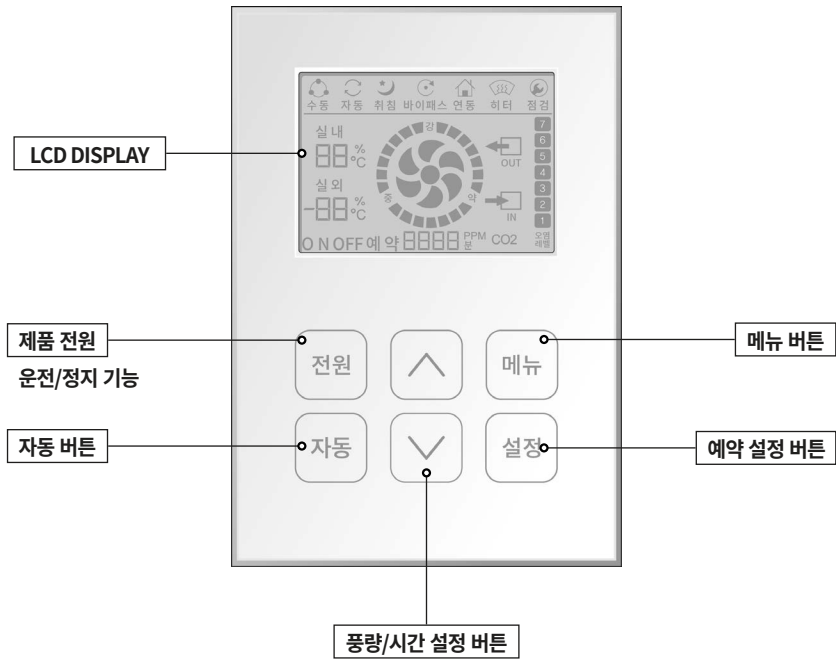 수동 자동 취침 바이패스 연동 히터 점검
LCD DISPLAY
실내
88 % °C
강
중
약
OUT
IN
7
6
5
4
3
2
1
실외
-88 % °C
ON OFF 예약 8888 PPM 분 CO2 오염 레벨
제품 전원
운전/정지 기능
전원
메뉴
메뉴 버튼
자동 버튼
자동
설정
예약 설정 버튼
풍량/시간 설정 버튼